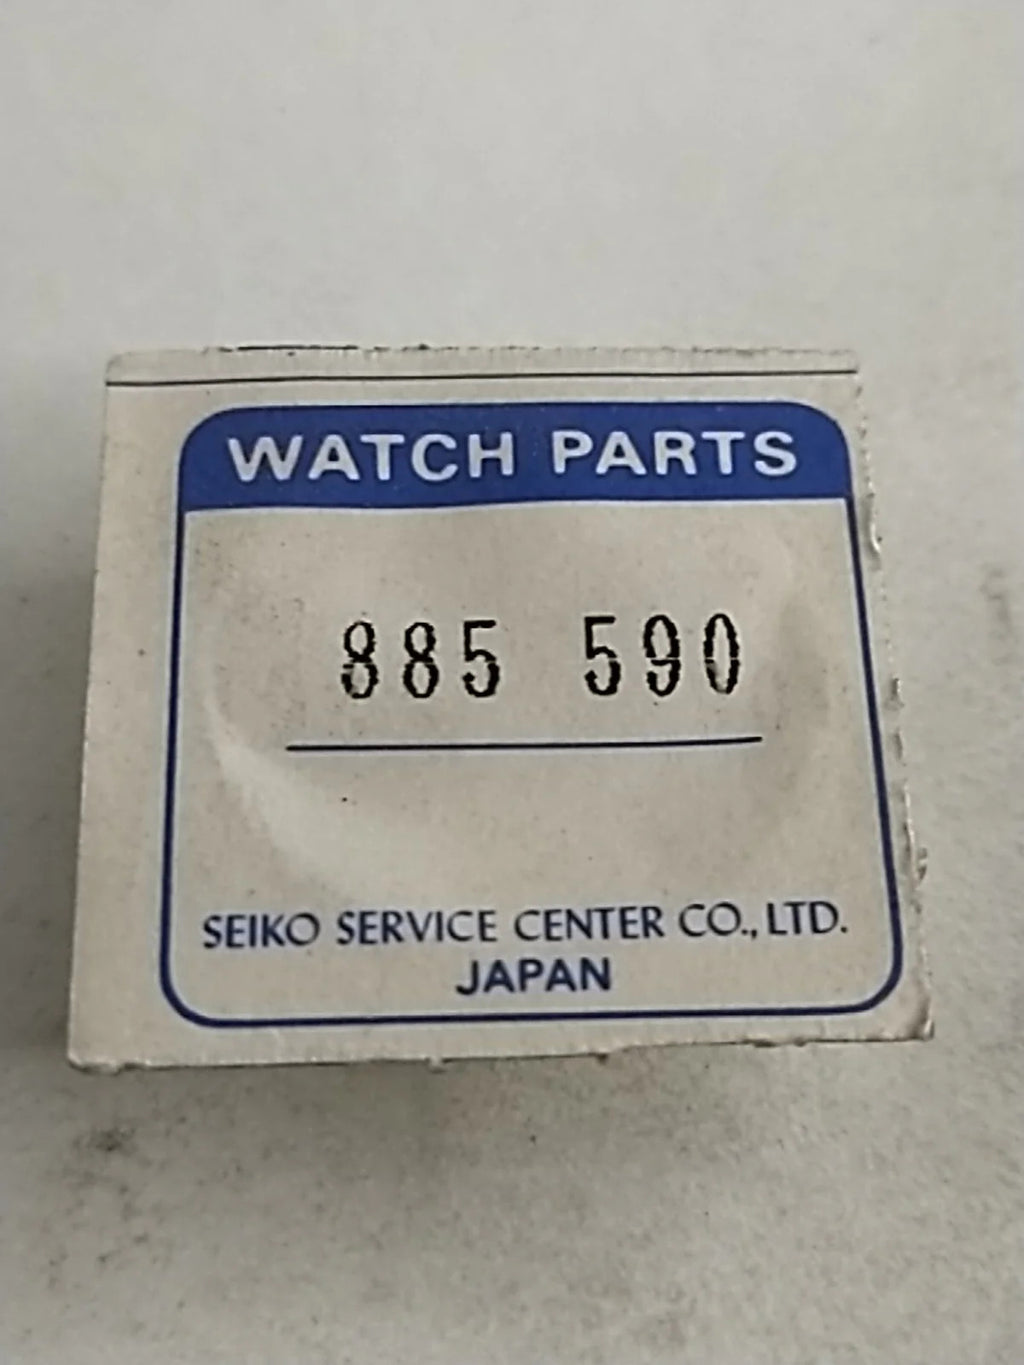 WATCH PARTS
885 590
SEIKO SERVICE CENTER CO., LTD.
JAPAN